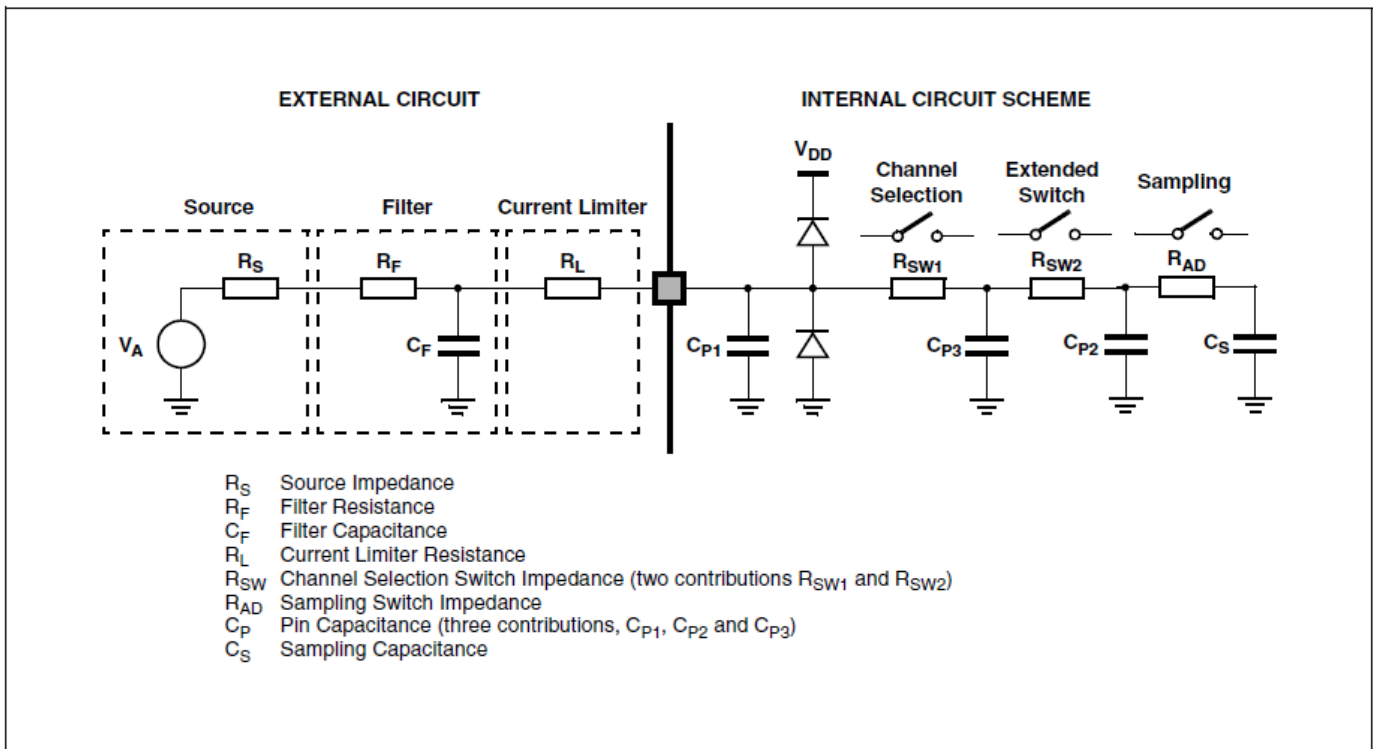 EXTERNAL CIRCUIT
INTERNAL CIRCUIT SCHEME
VDD
Channel Selection
Extended Switch
Sampling
Source
Filter
Current Limiter
RS
RF
RL
RSW1
RSW2
RAD
VA
CF
CP1
CP3
CP2
CS
RS Source Impedance
RF Filter Resistance
CF Filter Capacitance
RL Current Limiter Resistance
RSW Channel Selection Switch Impedance (two contributions RSW1 and RSW2)
RAD Sampling Switch Impedance
CP Pin Capacitance (three contributions, CP1, CP2 and CP3)
CS Sampling Capacitance